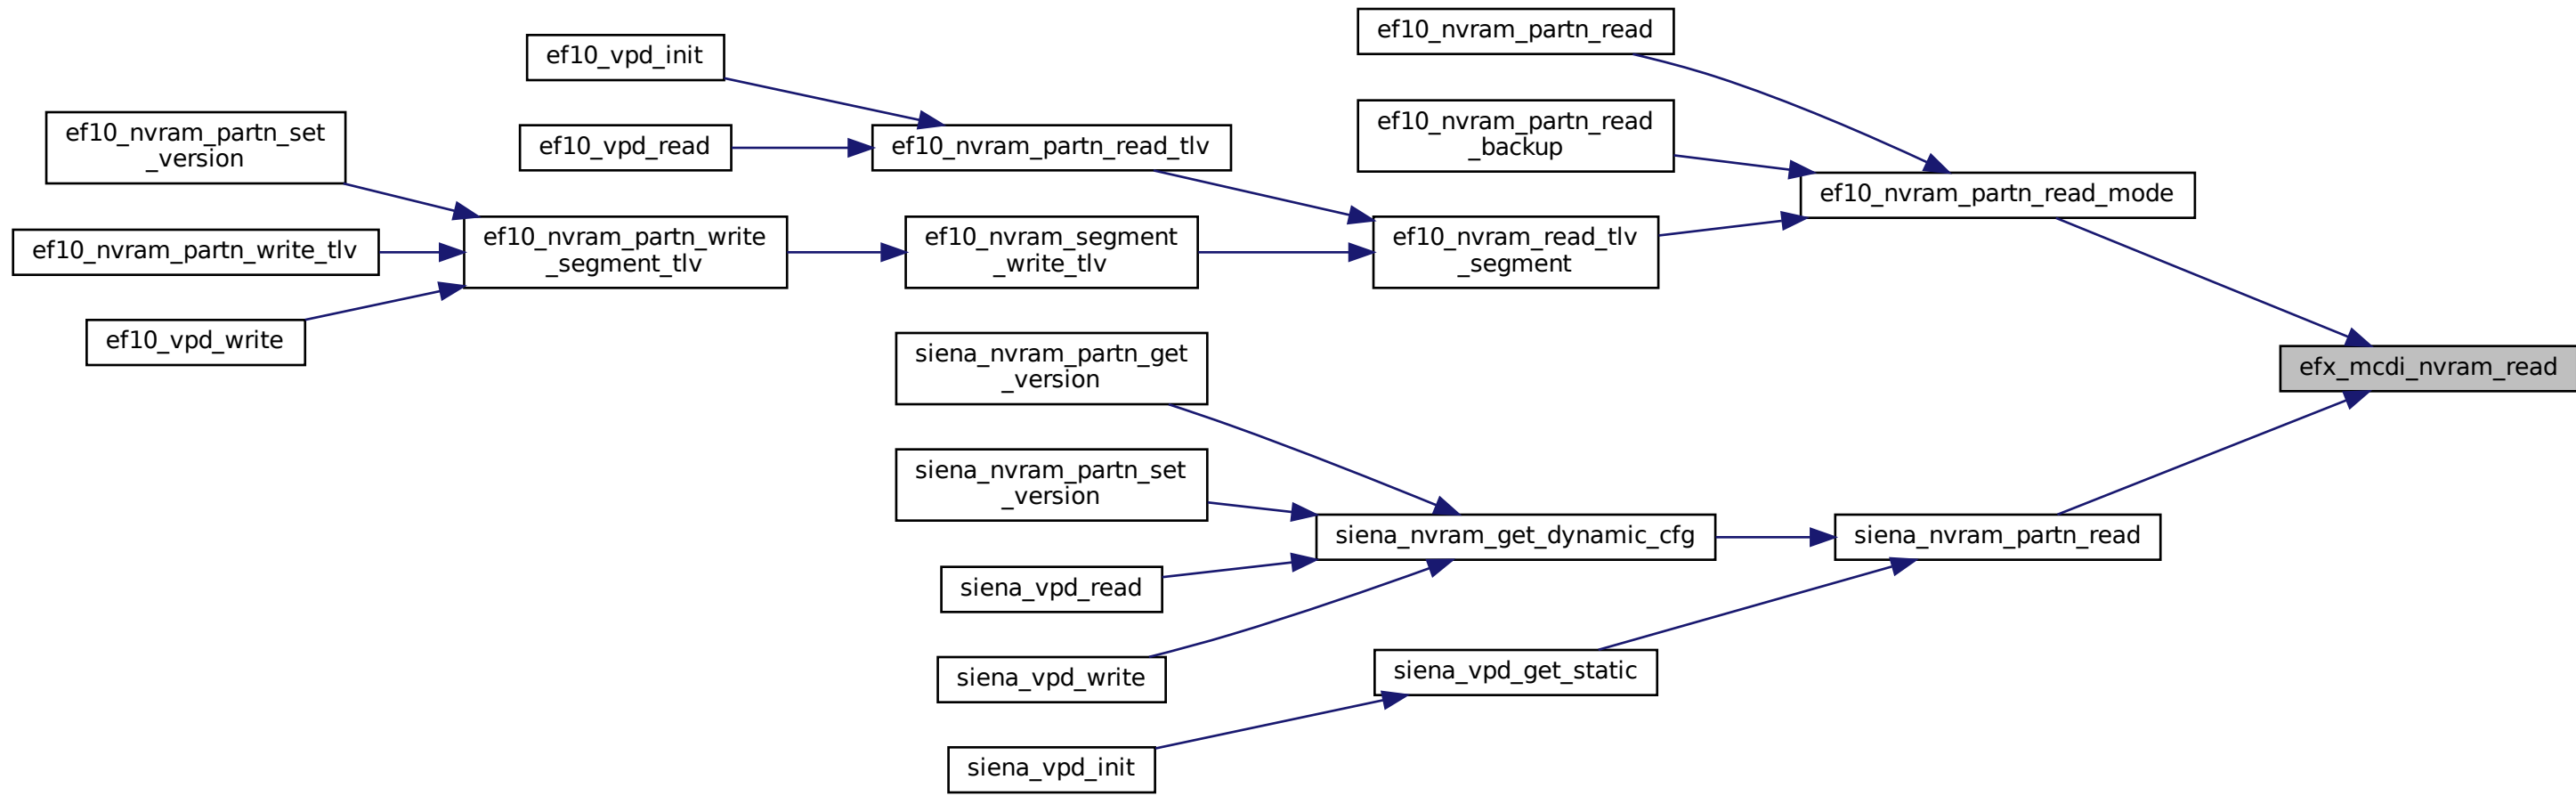 ef10_nvram_partn_read
ef10_vpd_init
ef10_nvram_partn_read
_backup
ef10_nvram_partn_set
_version
ef10_vpd_read
ef10_nvram_partn_read_tlv
ef10_nvram_partn_read_mode
ef10_nvram_partn_write_tlv
ef10_nvram_partn_write
_segment_tlv
ef10_nvram_segment
_write_tlv
ef10_nvram_read_tlv
_segment
ef10_vpd_write
siena_nvram_partn_get
_version
efx_mcdi_nvram_read
siena_nvram_partn_set
_version
siena_nvram_get_dynamic_cfg
siena_nvram_partn_read
siena_vpd_read
siena_vpd_write
siena_vpd_get_static
siena_vpd_init